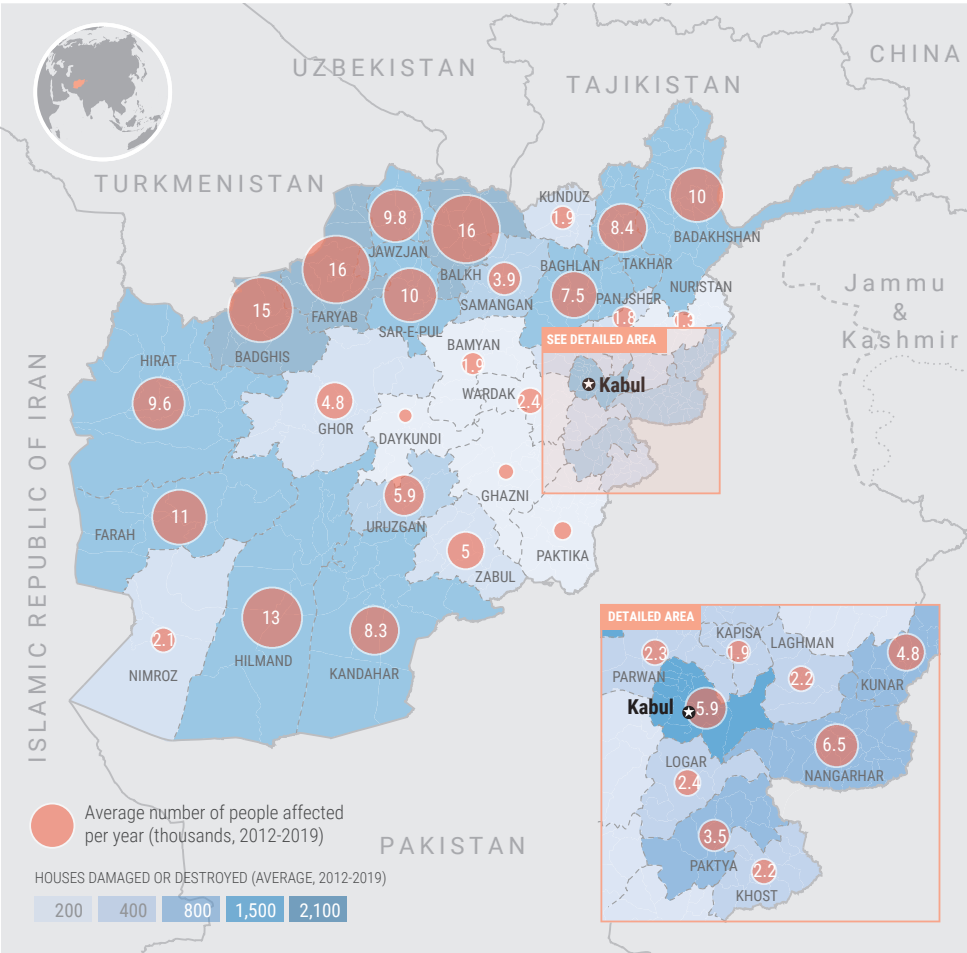 UZBEKISTAN
CHINA
TAJIKISTAN
TURKMENISTAN
KUNDUZ
1.9
10
9.8
JAWZJAN
16
BALKH
8.4
TAKHAR
BADAKHSHAN
16
FARYAB
10
SAR-E-PUL
3.9
SAMANGAN
BAGHLAN
7.5
PANJSHER
1.8
NURISTAN
1.3
15
BADGHIS
Jammu
&
Kashmir
SEE DETAILED AREA
Kabul
HIRAT
9.6
BAMYAN
1.9
WARDAK
2.4
4.8
GHOR
DAYKUNDI
GHAZNI
5.9
URUZGAN
PAKTIKA
11
FARAH
5
ZABUL
ISLAMIC REPUBLIC OF IRAN
2.1
NIMROZ
13
HILMAND
8.3
KANDAHAR
DETAILED AREA
KAPISA
1.9
LAGHMAN
2.2
2.3
PARWAN
4.8
KUNAR
Kabul
5.9
6.5
NANGARHAR
LOGAR
2.4
3.5
PAKTYA
2.2
KHOST
PAKISTAN
Average number of people affected
per year (thousands, 2012-2019)
HOUSES DAMAGED OR DESTROYED (AVERAGE, 2012-2019)
200 400 800 1,500 2,100